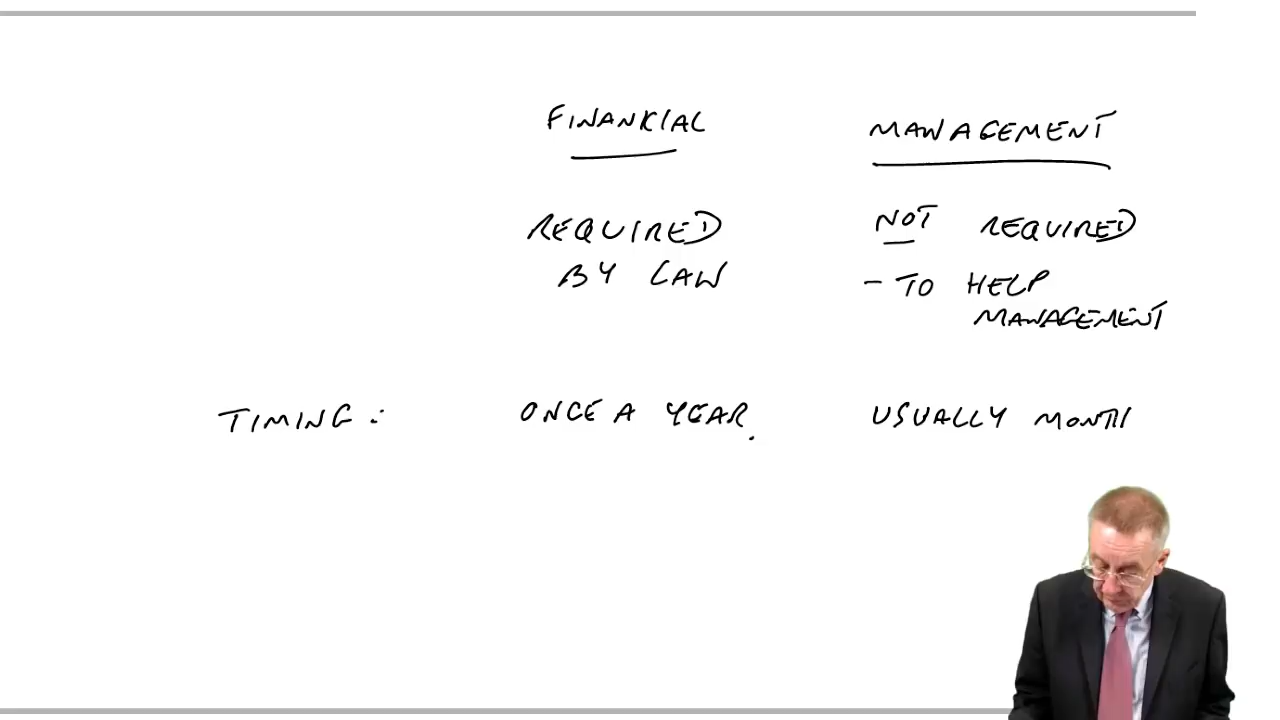 FINANCIAL MANAGEMENT
REQUIRED NOT REQUIRED
BY LAW - TO HELP
MANAGEMENT
TIMING : ONCE A YEAR. USUALLY MONTH